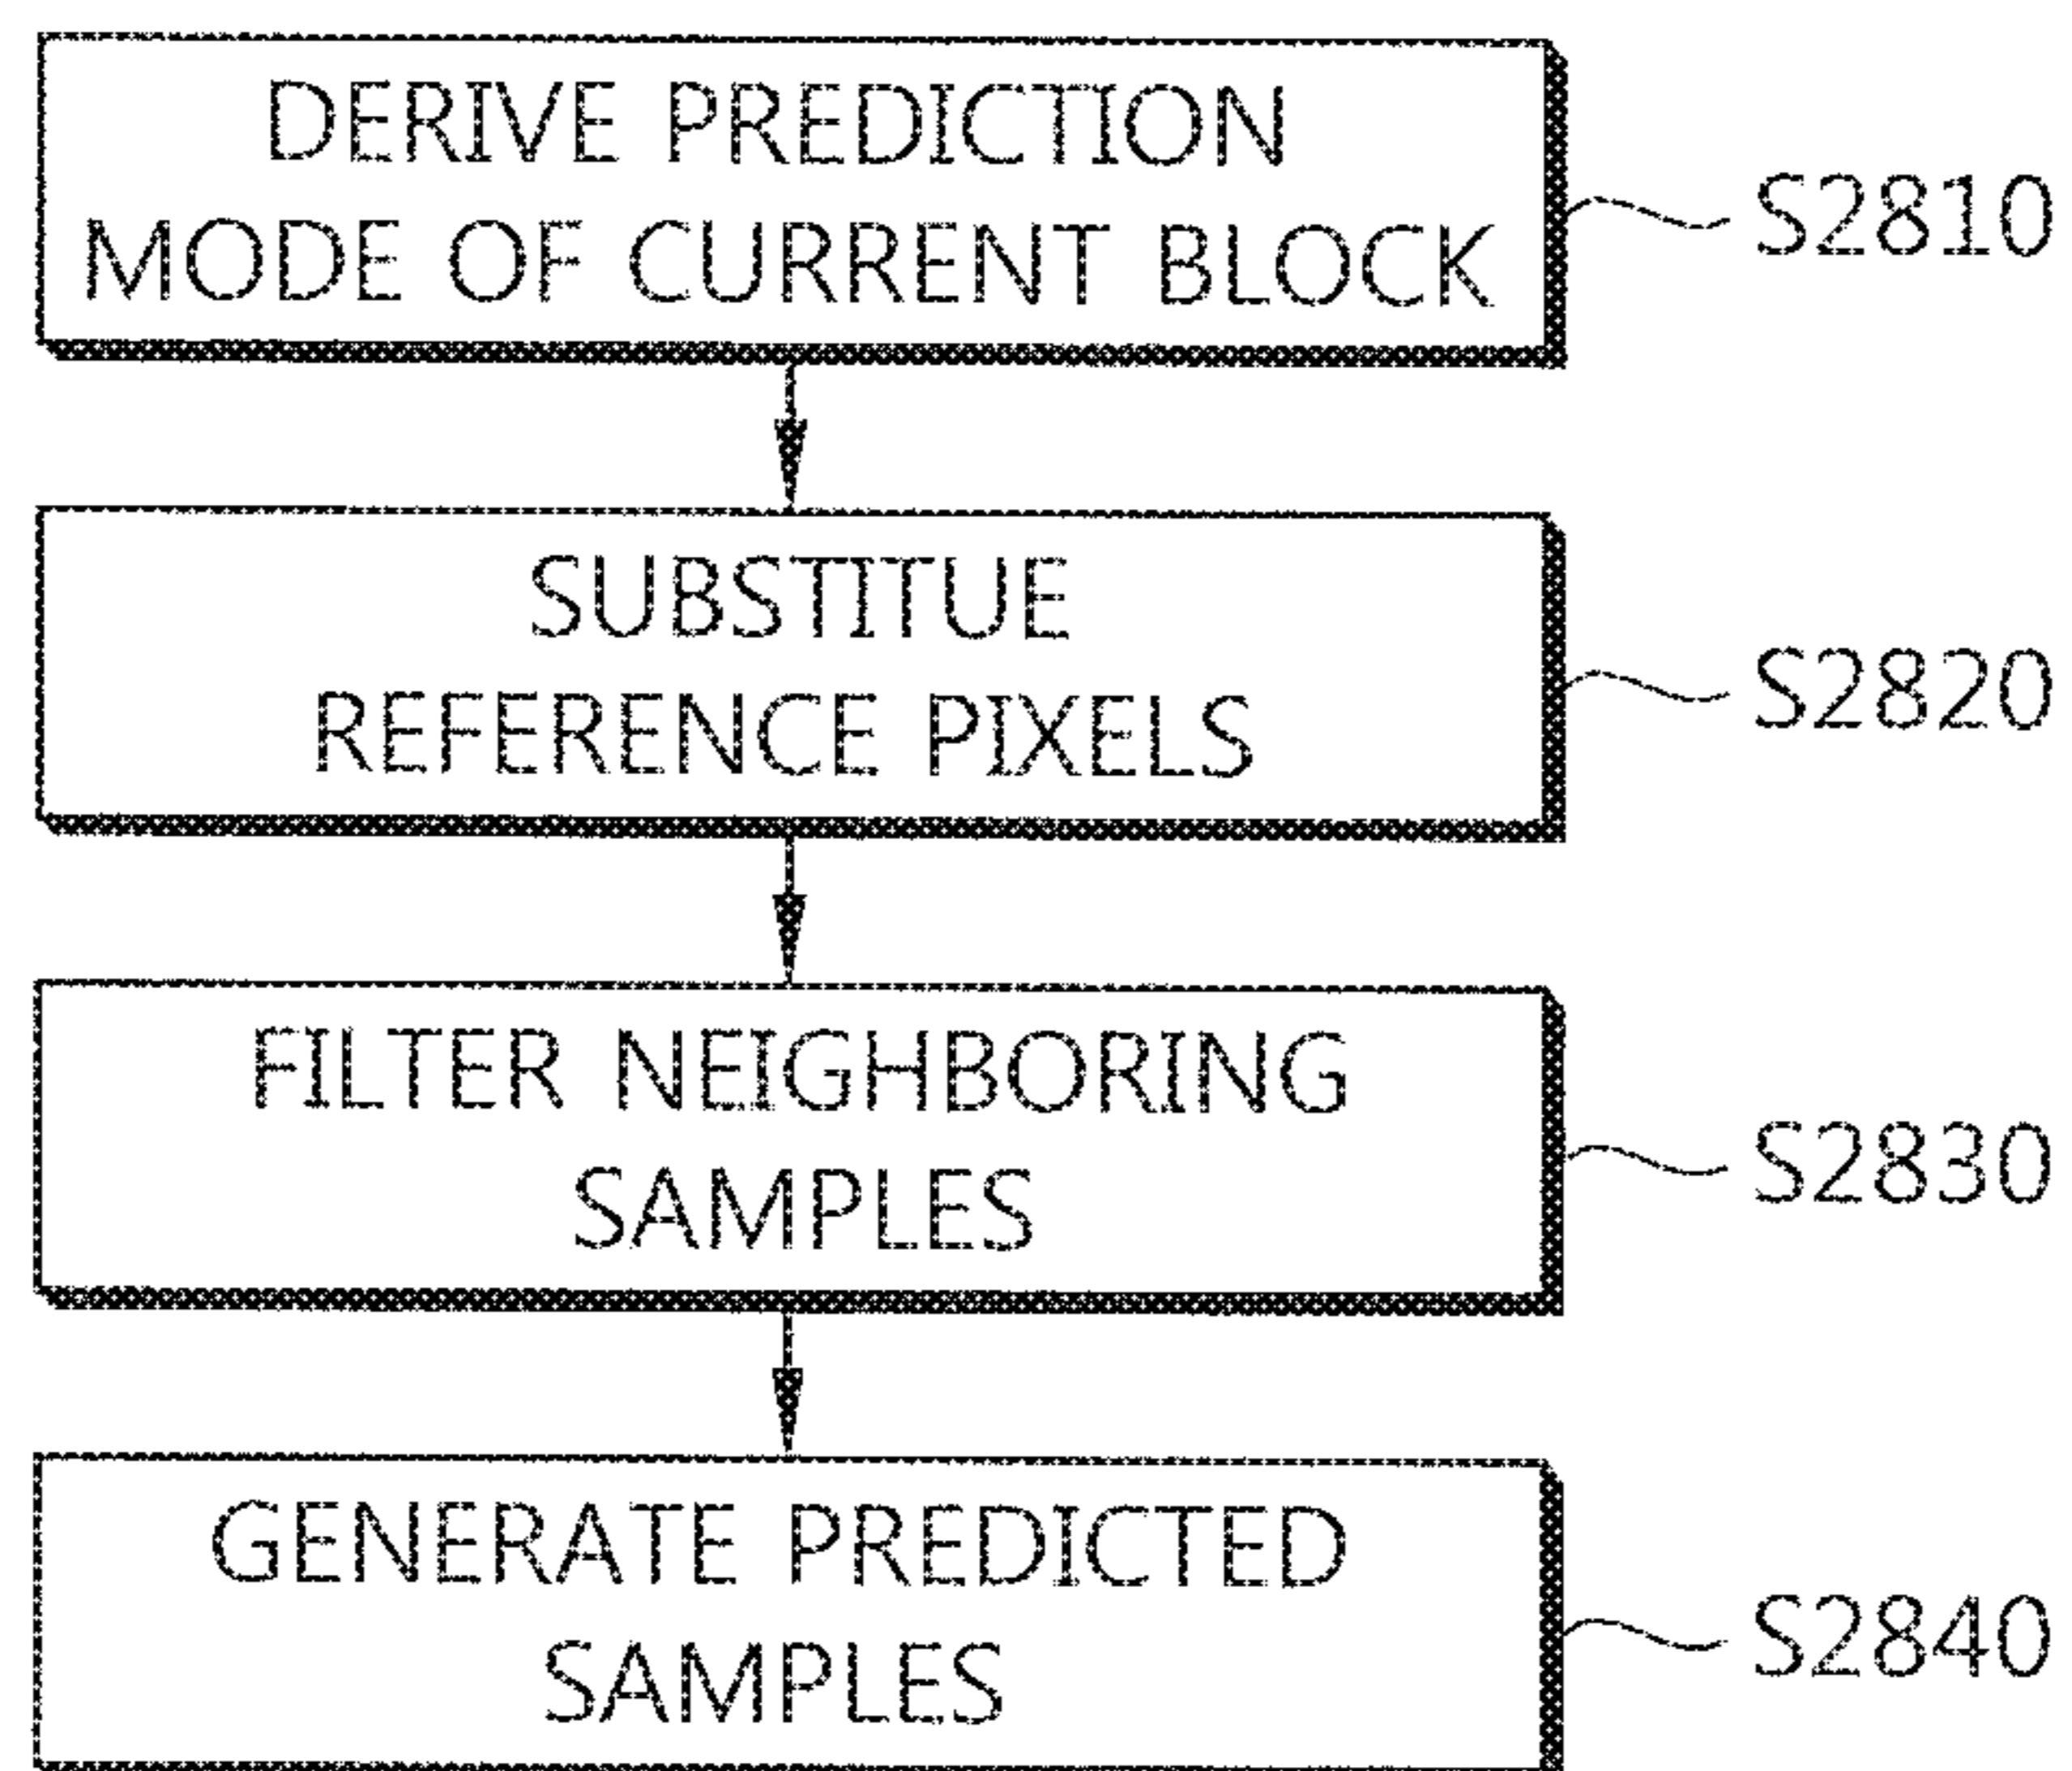 DERIVE PREDICTION
MODE OF CURRENT BLOCK
S2810
SUBSTITUE
REFERENCE PIXELS
S2820
FILTER NEIGHBORING
SAMPLES
S2830
GENERATE PREDICTED
SAMPLES
S2840